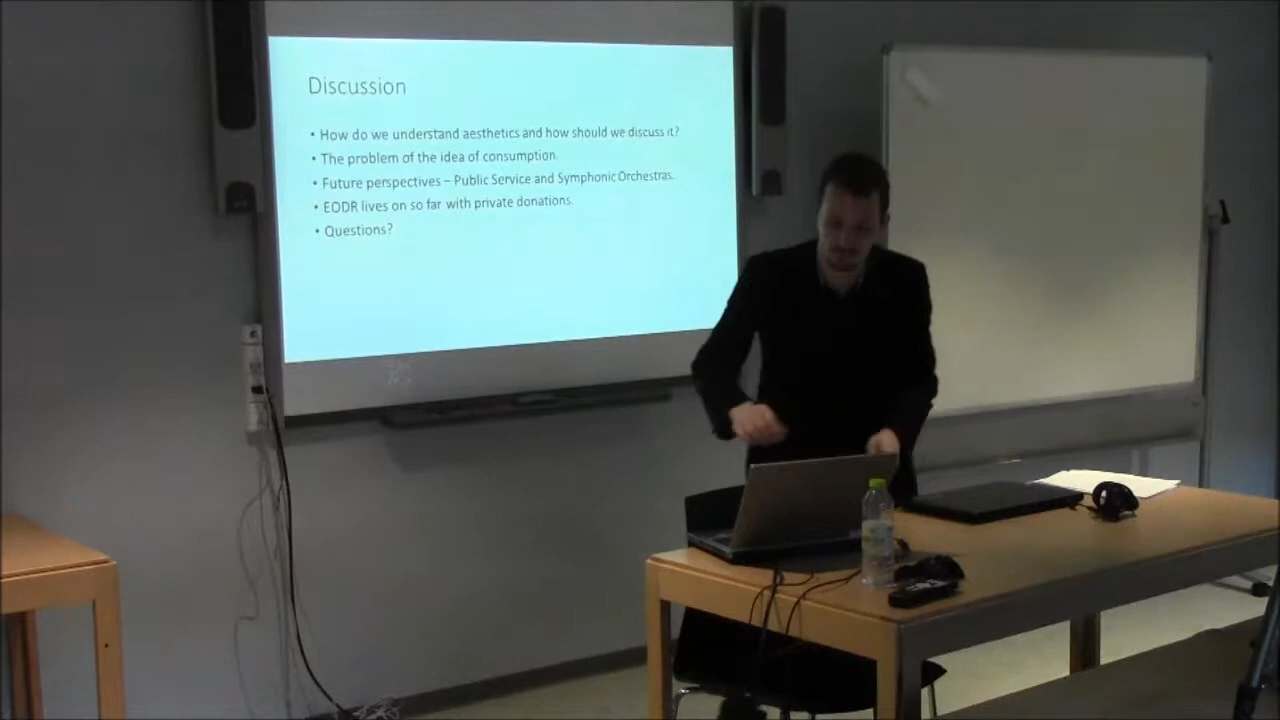 Discussion
• How do we understand aesthetics and how should we discuss it?
• The problem of the idea of consumption.
• Future perspectives – Public Service and Symphonic Orchestras.
• EODR lives on so far with private donations.
• Questions?